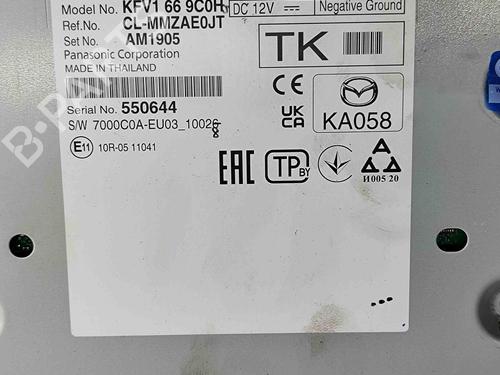 Model No. KFV1 66 9C0H
DC 12V
Negative Ground
Ref.No. CL-MMZAE0JT
Set No. AM1905
Panasonic Corporation
MADE IN THAILAND
TK
Serial No. 550644
S/W 7000C0A-EU03_10026
8
E11 10R-05 11041
CE
UK
CA
KA058
EAC
TP BY
И005 20
B-PARTS